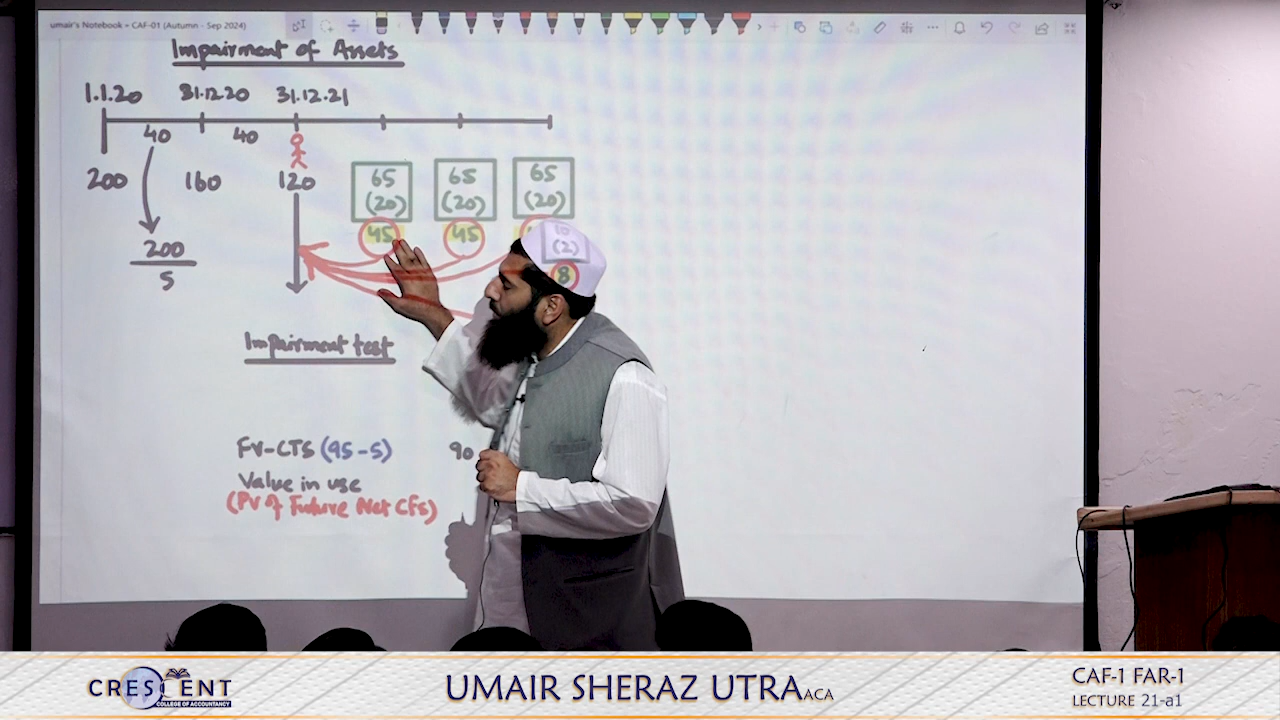 umair's Notebook - CAF-01 (Autumn - Sep 2024)
Impairment of Assets
1.1.20 31.12.20 31.12.21
40 40
200 160 120
65 65 65
(20) (20) (20)
45 45
10
(2)
8
200
5
Impairment test
FV-CTS (95-5) 90
Value in use
(PV of Future Net CFs)
CRESCENT
COLLEGE OF ACCOUNTANCY
UMAIR SHERAZ UTRA ACA
CAF-1 FAR-1
LECTURE 21-a1